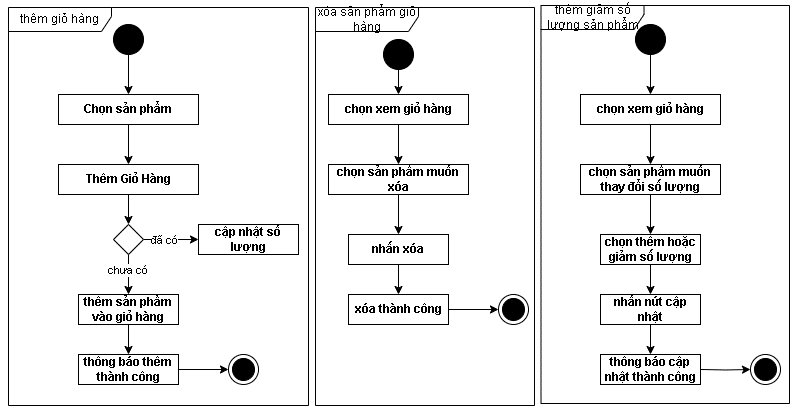 thêm giỏ hàng
Chọn sản phẩm
Thêm Giỏ Hàng
đã có
cập nhật số
lượng
chưa có
thêm sản phẩm
vào giỏ hàng
thông báo thêm
thành công
xóa sản phẩm giỏ
hàng
chọn xem giỏ hàng
chọn sản phẩm muốn
xóa
nhấn xóa
xóa thành công
thêm giảm số
lượng sản phẩm
chọn xem giỏ hàng
chọn sản phẩm muốn
thay đổi số lượng
chọn thêm hoặc
giảm số lượng
nhấn nút cập
nhật
thông báo cập
nhật thành công